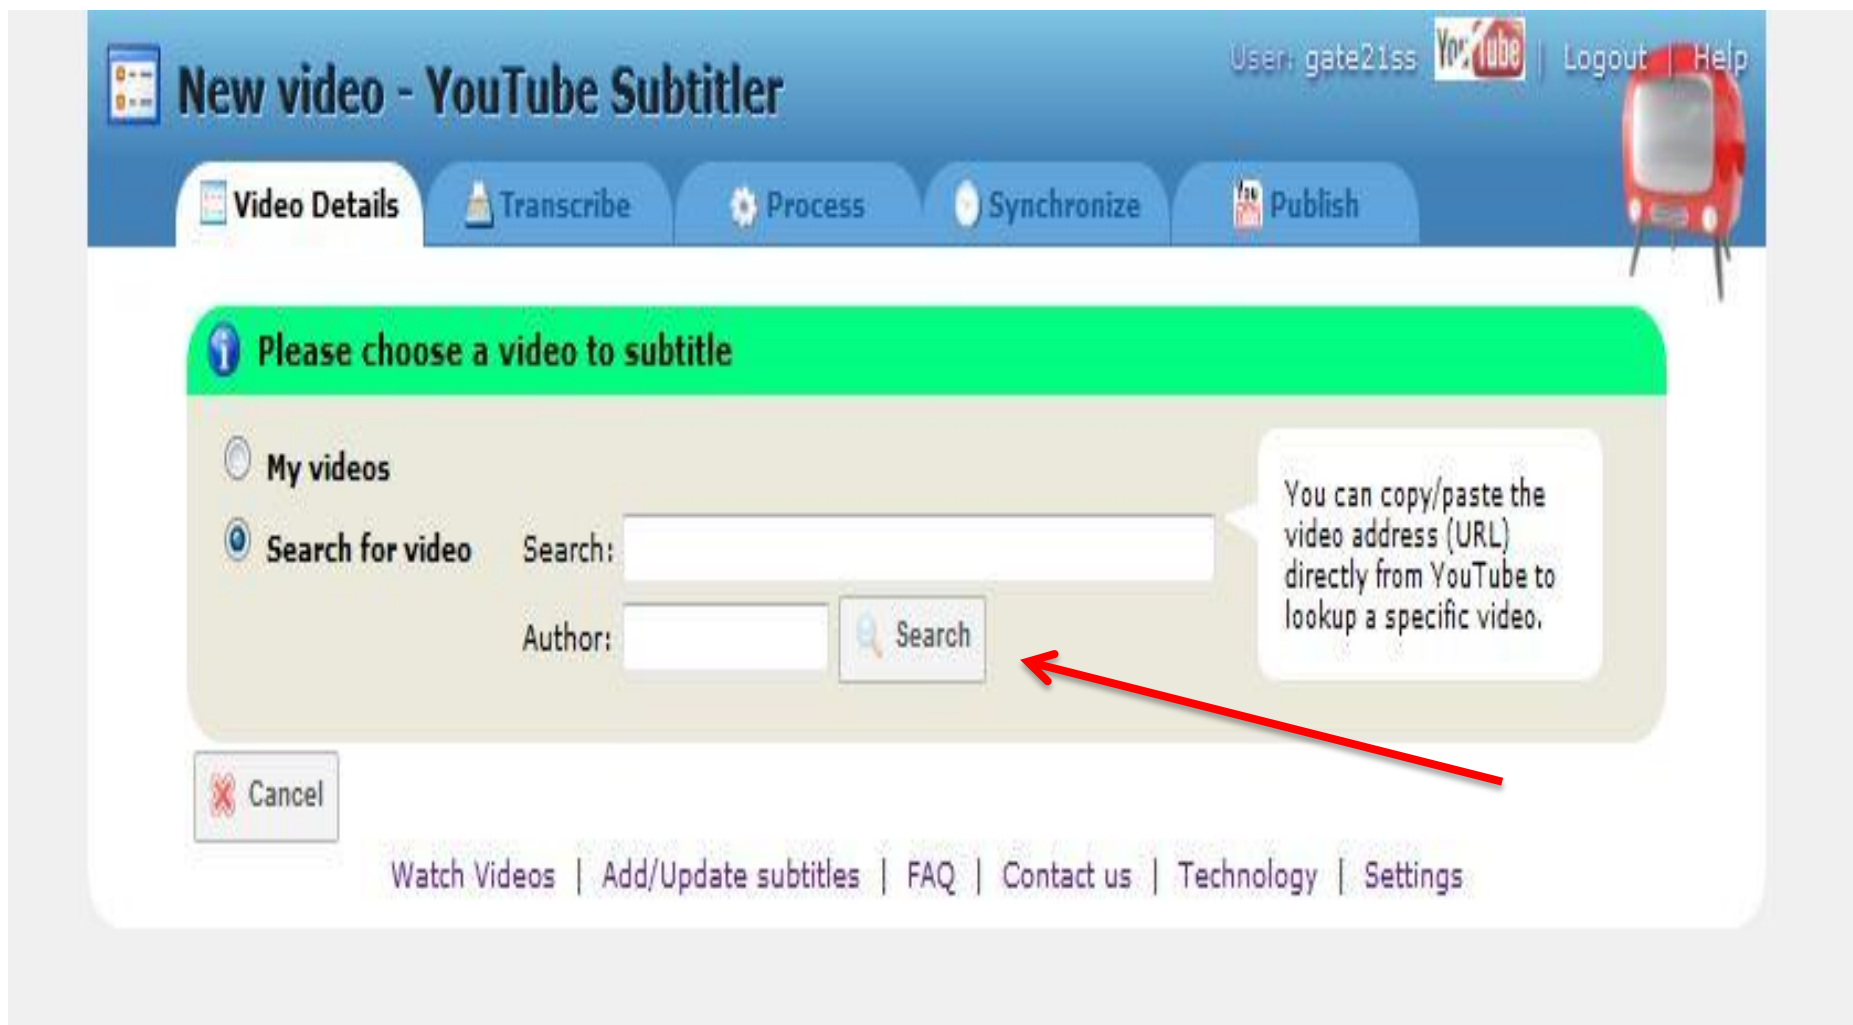 New video - YouTube Subtitler
User: gate21ss YouTube | Logout | Help
Video Details Transcribe Process Synchronize Publish
Please choose a video to subtitle
My videos
Search for video Search:
Author: Search
You can copy/paste the
video address (URL)
directly from YouTube to
lookup a specific video.
Cancel
Watch Videos | Add/Update subtitles | FAQ | Contact us | Technology | Settings